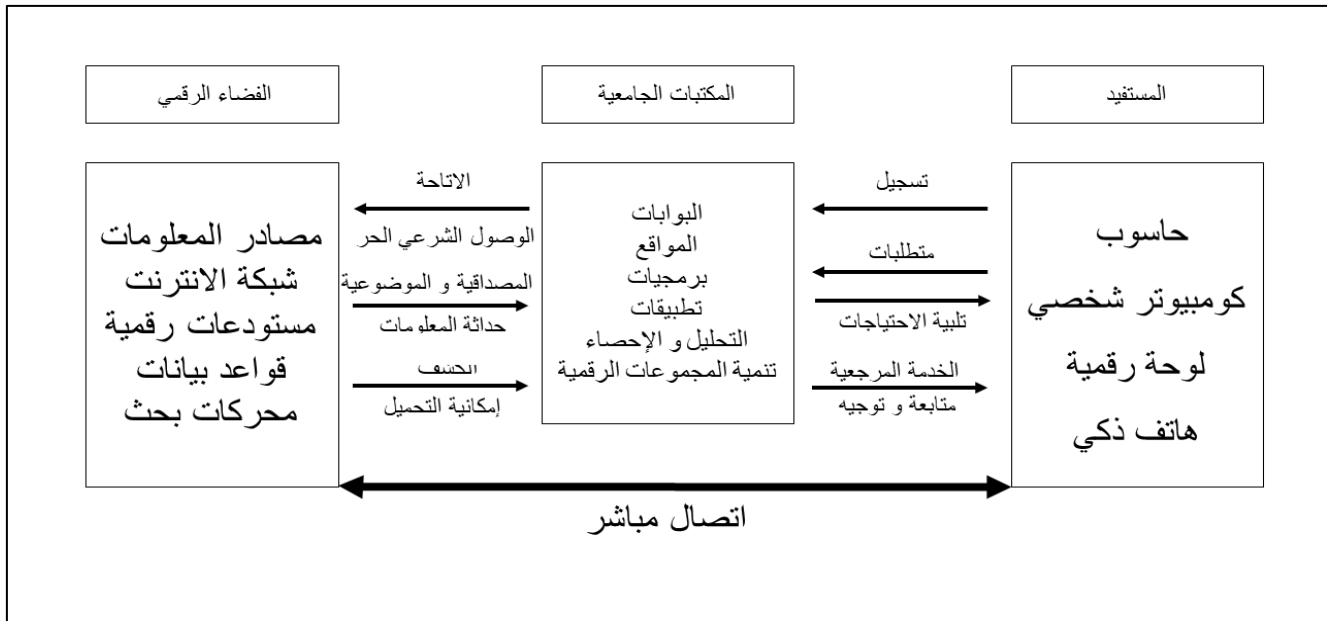 المستفيد
المكتبات الجامعية
الفضاء الرقمي
حاسوب
كومبيوتر شخصي
لوحة رقمية
هاتف ذكي
تسجيل
متطلبات
تلبية الاحتياجات
الخدمة المرجعية
متابعة و توجيه
البوابات
المواقع
برمجيات
تطبيقات
التحليل و الإحصاء
تنمية المجموعات الرقمية
الاتاحة
الوصول الشرعي الحر
المصداقية و الموضوعية
حداثة المعلومات
إمكانية التحميل
مصادر المعلومات
شبكة الانترنت
مستودعات رقمية
قواعد بيانات
محركات بحث
اتصال مباشر